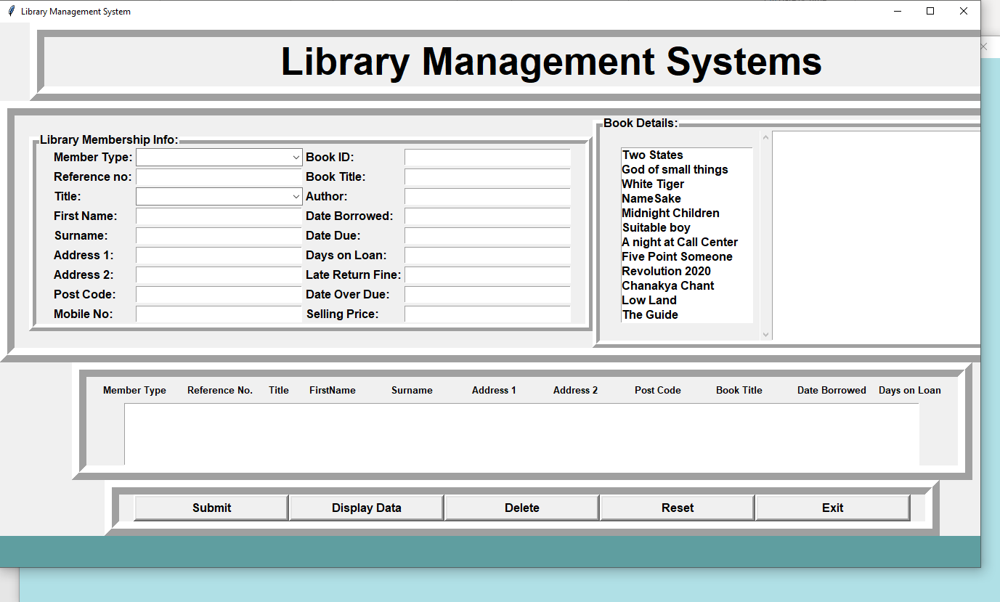 Library Management System
Library Management Systems
Library Membership Info:
Member Type:
Book ID:
Reference no:
Book Title:
Title:
Author:
First Name:
Date Borrowed:
Surname:
Date Due:
Address 1:
Days on Loan:
Address 2:
Late Return Fine:
Post Code:
Date Over Due:
Mobile No:
Selling Price:
Book Details:
Two States
God of small things
White Tiger
NameSake
Midnight Children
Suitable boy
A night at Call Center
Five Point Someone
Revolution 2020
Chanakya Chant
Low Land
The Guide
Member Type Reference No. Title FirstName Surname Address 1 Address 2 Post Code Book Title Date Borrowed Days on Loan
Submit Display Data Delete Reset Exit